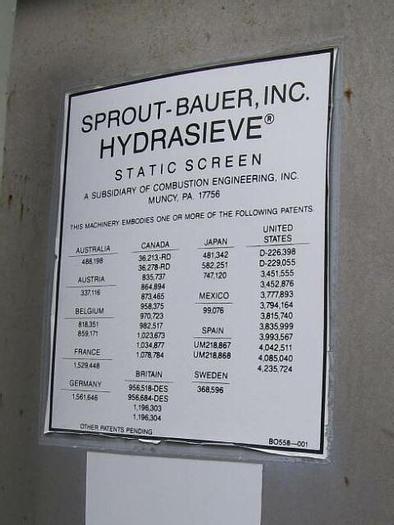 SPROUT-BAUER, INC.
HYDRASIEVE®
STATIC SCREEN
A SUBSIDIARY OF COMBUSTION ENGINEERING, INC.
MUNCY, PA. 17756
THIS MACHINERY EMBODIES ONE OR MORE OF THE FOLLOWING PATENTS
AUSTRALIA
488,198
AUSTRIA
337,116
BELGIUM
818,351
859,171
FRANCE
1,529,448
GERMANY
1,561,646
CANADA
36,213,-RD
36,278-RD
835,737
864,894
873,465
958,375
970,723
982,517
1,023,673
1,034,877
1,078,784
BRITAIN
956,518-DES
956,684-DES
1,196,303
1,196,304
JAPAN
481,342
582,251
747,120
MEXICO
99,076
SPAIN
UM218,867
UM218,868
SWEDEN
368,596
UNITED
STATES
D-226,398
D-229,055
3,451,555
3,452,876
3,777,893
3,794,164
3,815,740
3,835,999
3,993,567
4,042,511
4,085,040
4,235,724
OTHER PATENTS PENDING
BO558—001